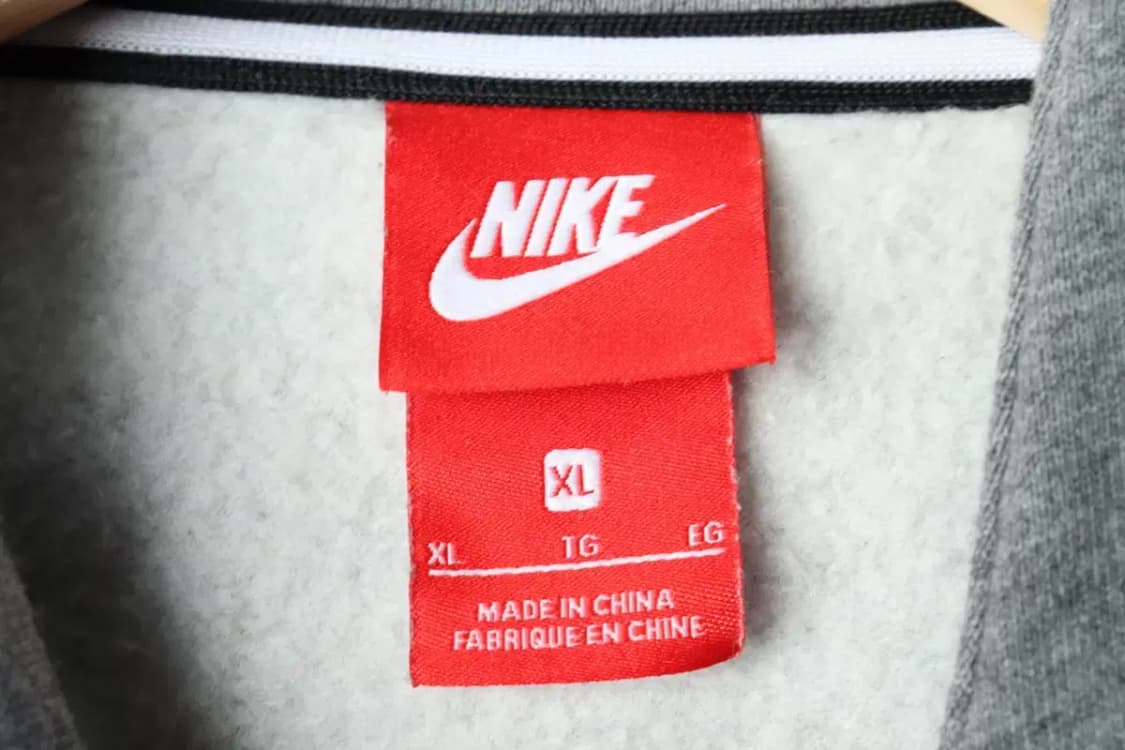 NIKE
XL
XL TG EG
MADE IN CHINA
FABRIQUE EN CHINE